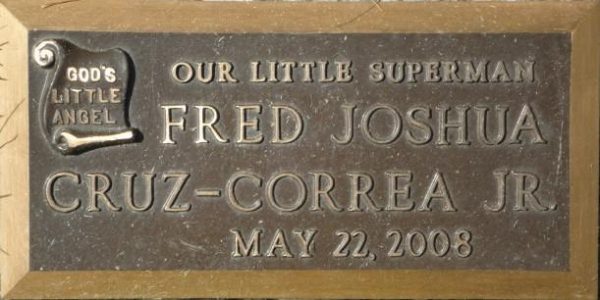 GOD'S
LITTLE
ANGEL
OUR LITTLE SUPERMAN
FRED JOSHUA
CRUZ-CORREA JR.
MAY 22, 2008